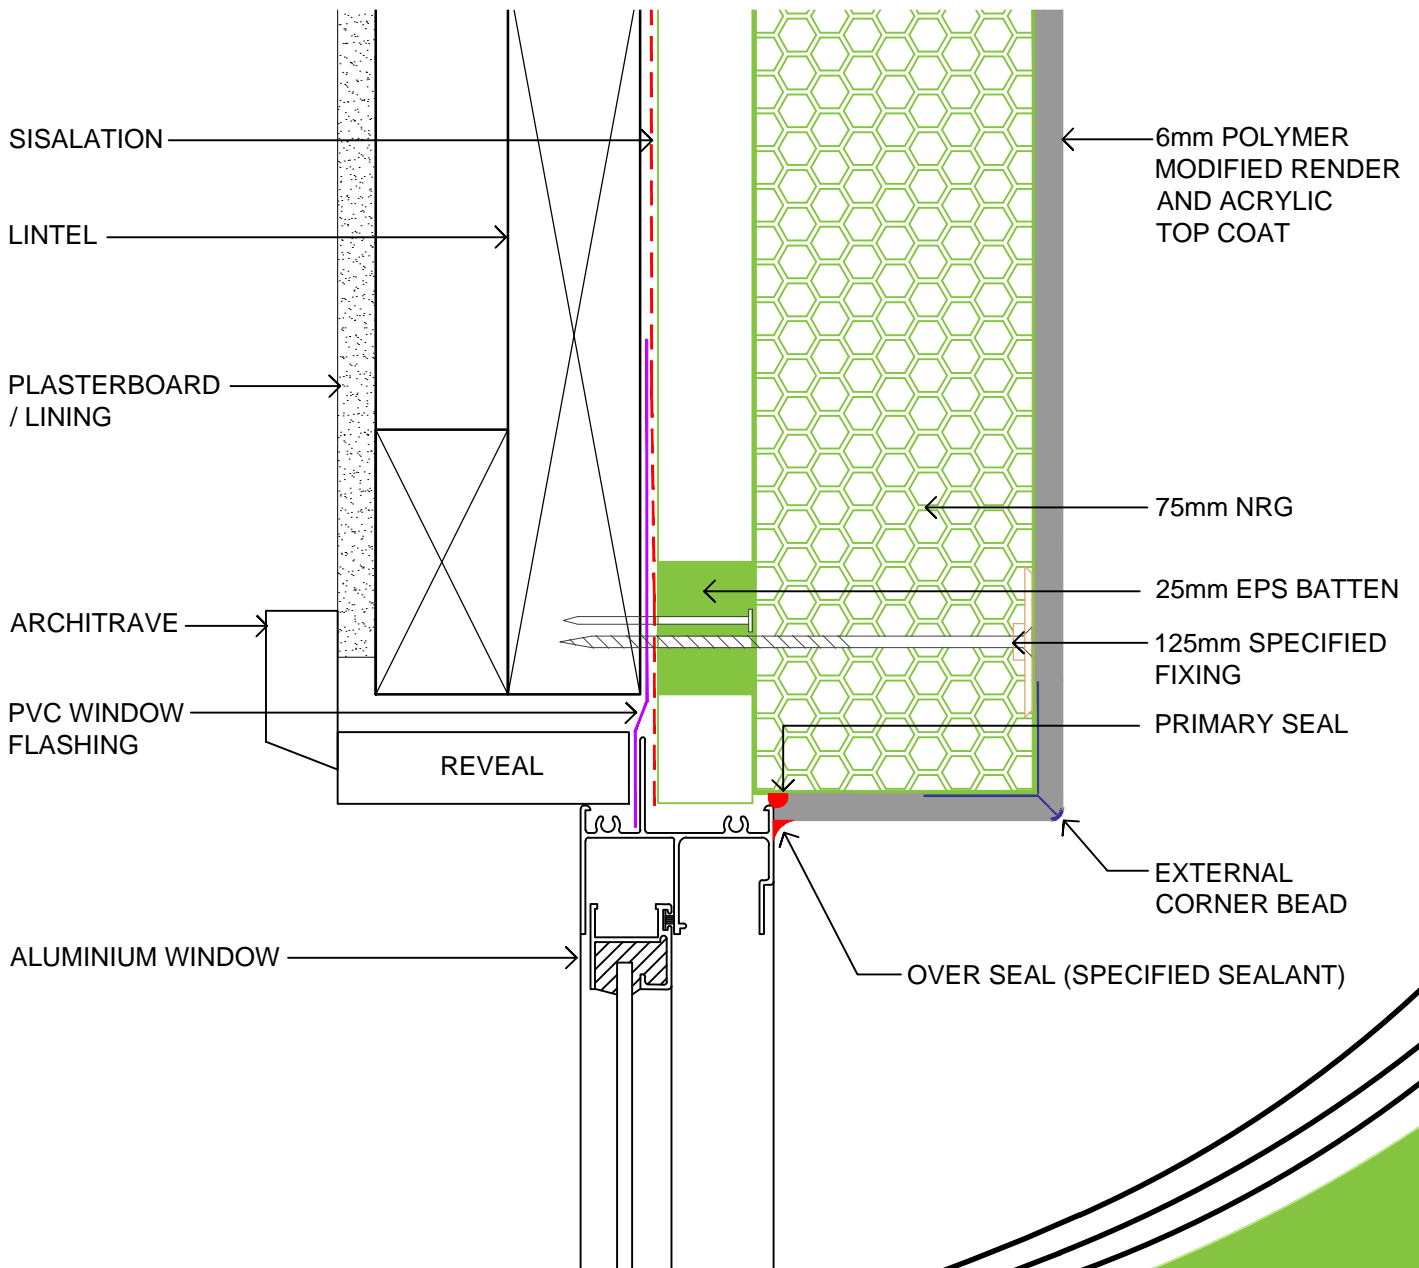 SISALATION
LINTEL
PLASTERBOARD
/ LINING
ARCHITRAVE
PVC WINDOW
FLASHING
REVEAL
ALUMINIUM WINDOW
6mm POLYMER
MODIFIED RENDER
AND ACRYLIC
TOP COAT
75mm NRG
25mm EPS BATTEN
125mm SPECIFIED
FIXING
PRIMARY SEAL
EXTERNAL
CORNER BEAD
OVER SEAL (SPECIFIED SEALANT)